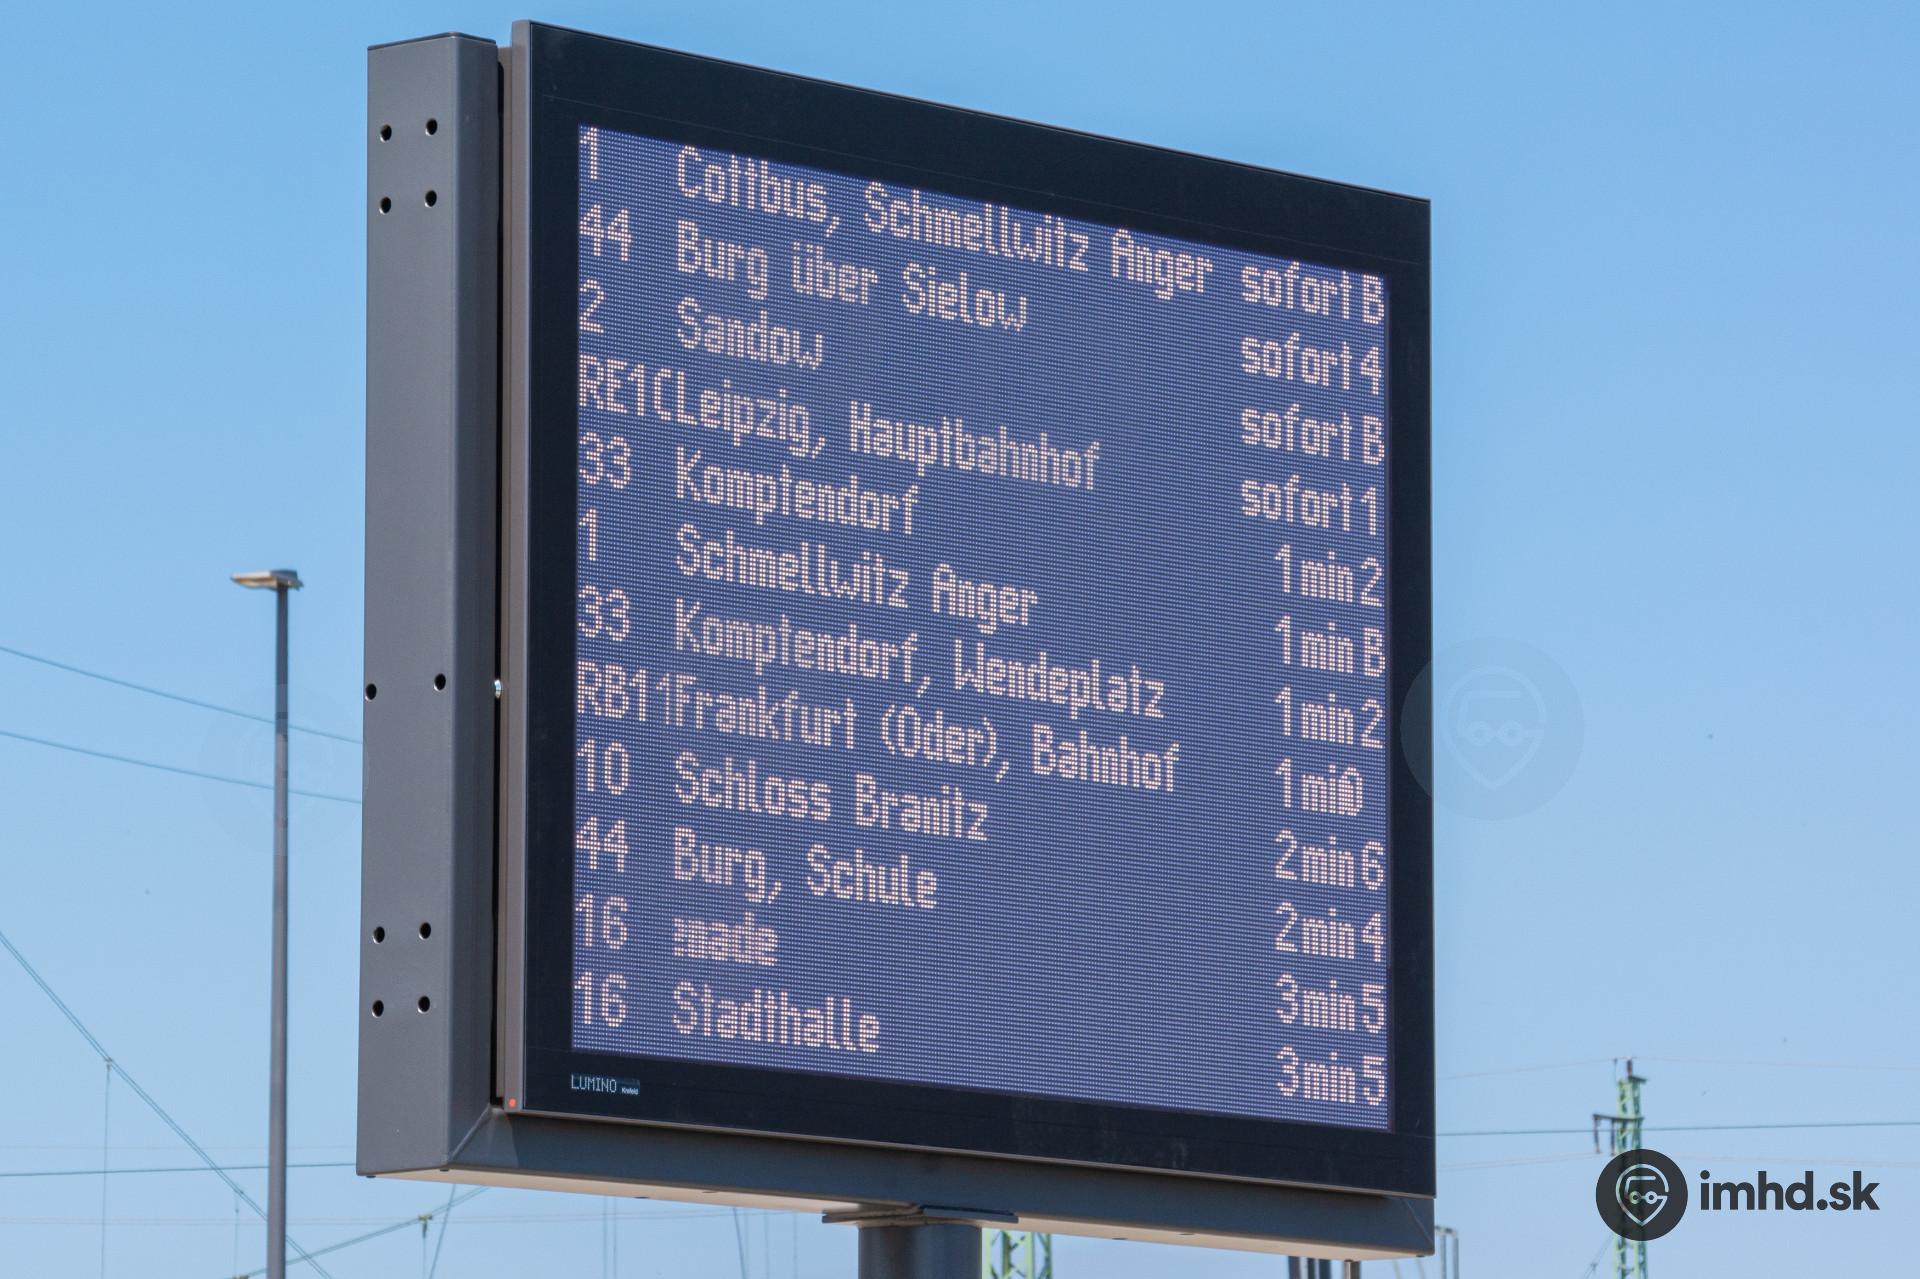 1 Cottbus, Schmellwitz Anger sofort B
44 Burg über Sielow sofort 4
2 Sandow sofort B
RE1 Leipzig, Hauptbahnhof sofort 1
33 Komptendorf 1 min 2
1 Schmellwitz Anger 1 min B
33 Komptendorf, Wendeplatz 1 min 2
RB11 Frankfurt (Oder), Bahnhof 1
10 Schloss Branitz 2 min 6
44 Burg, Schule 2 min 4
16 3 min 5
16 Stadthalle 3 min 5
LUMINO Krefeld
imhd.sk